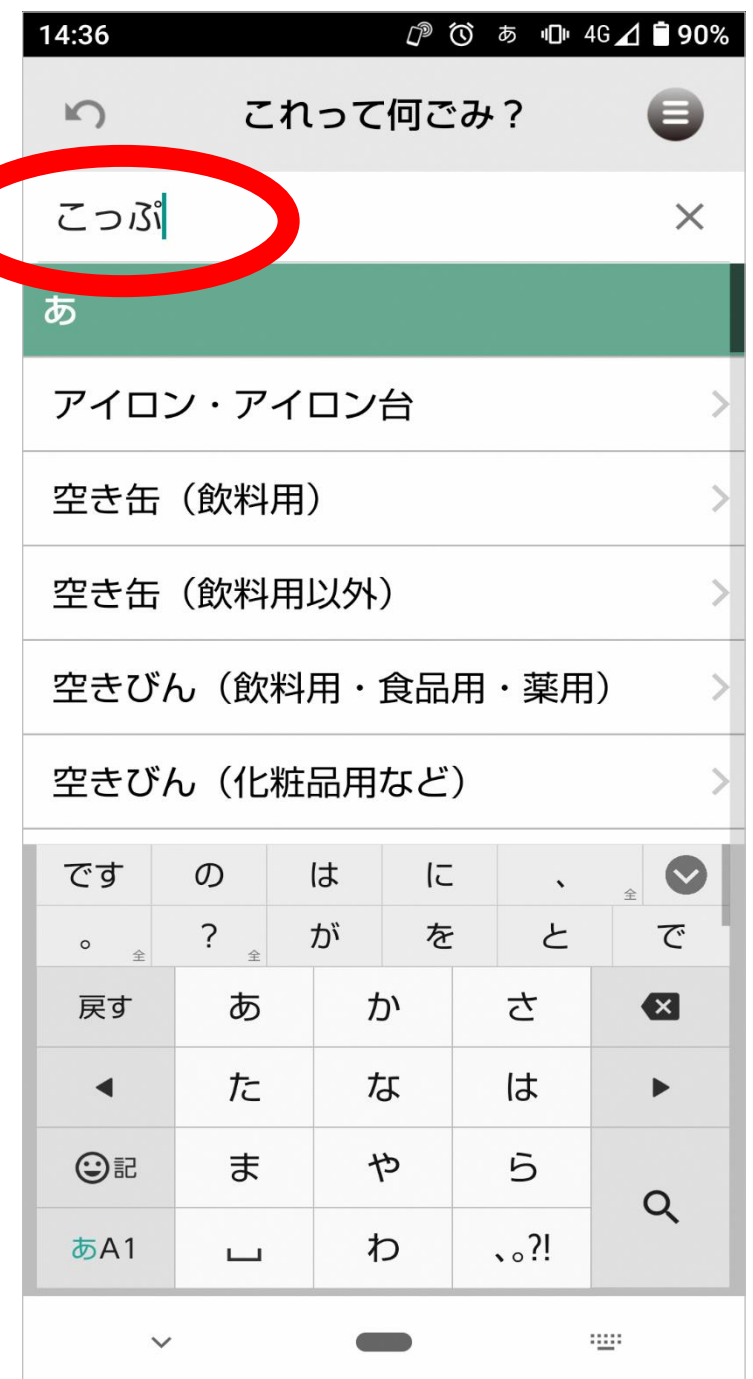 14:36 あ 4G 90%
これって何ごみ？
こっぷ
あ
アイロン・アイロン台
空き缶（飲料用）
空き缶（飲料用以外）
空きびん（飲料用・食品用・薬用）
空きびん（化粧品用など）
です の は に 、 全
。 全 ? 全 が を と で
戻す あ か さ
た な は
記 ま や ら
あA1 わ 、。?!